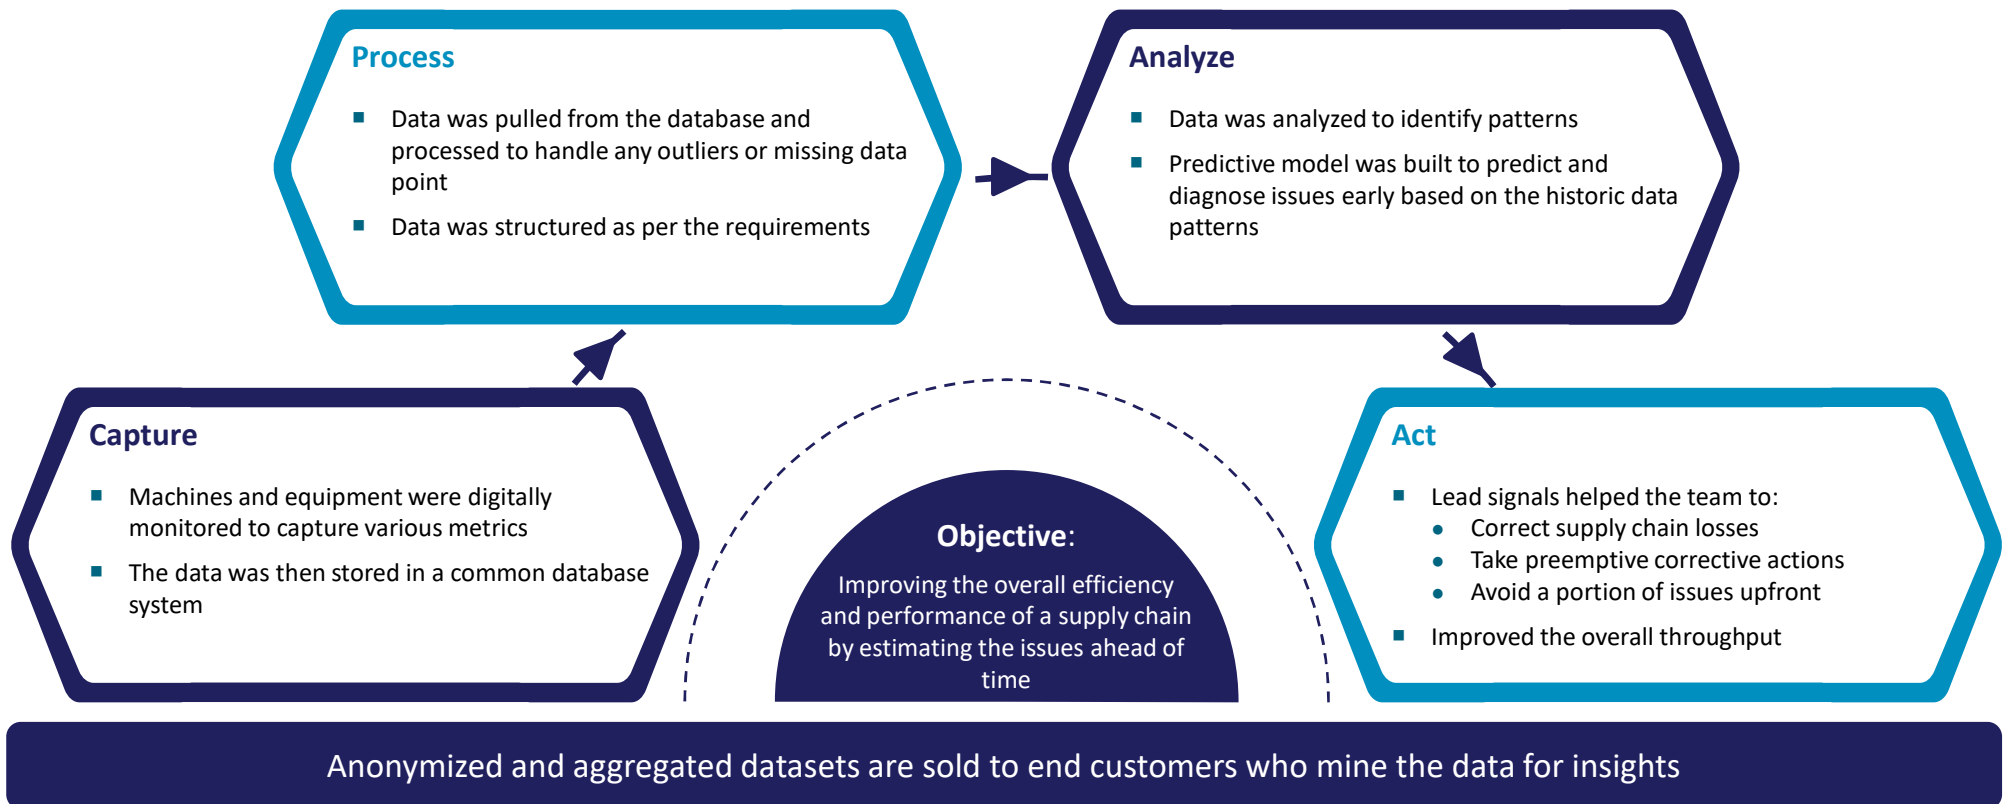 Process
Data was pulled from the database and
processed to handle any outliers or missing data
point
Data was structured as per the requirements
Analyze
Data was analyzed to identify patterns
Predictive model was built to predict and
diagnose issues early based on the historic data
patterns
Capture
Machines and equipment were digitally
monitored to capture various metrics
The data was then stored in a common database
system
Objective:
Improving the overall efficiency
and performance of a supply chain
by estimating the issues ahead of
time
Act
Lead signals helped the team to:
Correct supply chain losses
Take preemptive corrective actions
Avoid a portion of issues upfront
Improved the overall throughput
Anonymized and aggregated datasets are sold to end customers who mine the data for insights